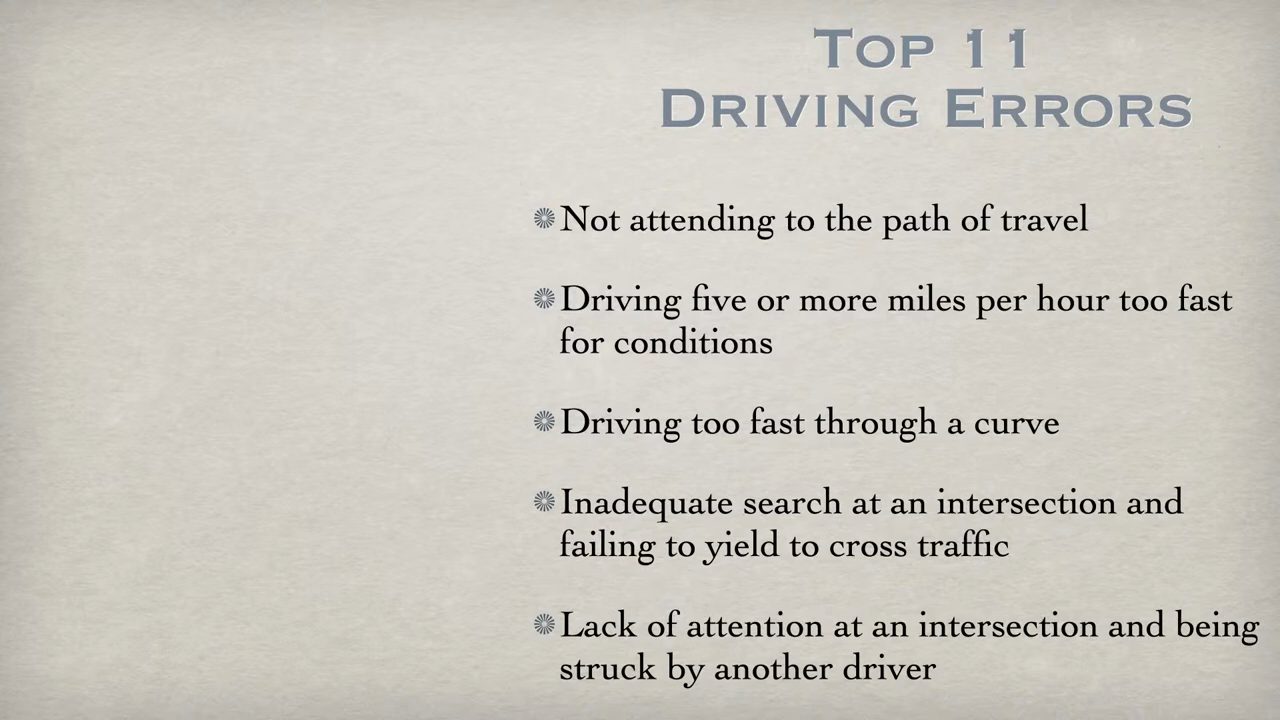 Top 11
Driving Errors
Not attending to the path of travel
Driving five or more miles per hour too fast
for conditions
Driving too fast through a curve
Inadequate search at an intersection and
failing to yield to cross traffic
Lack of attention at an intersection and being
struck by another driver